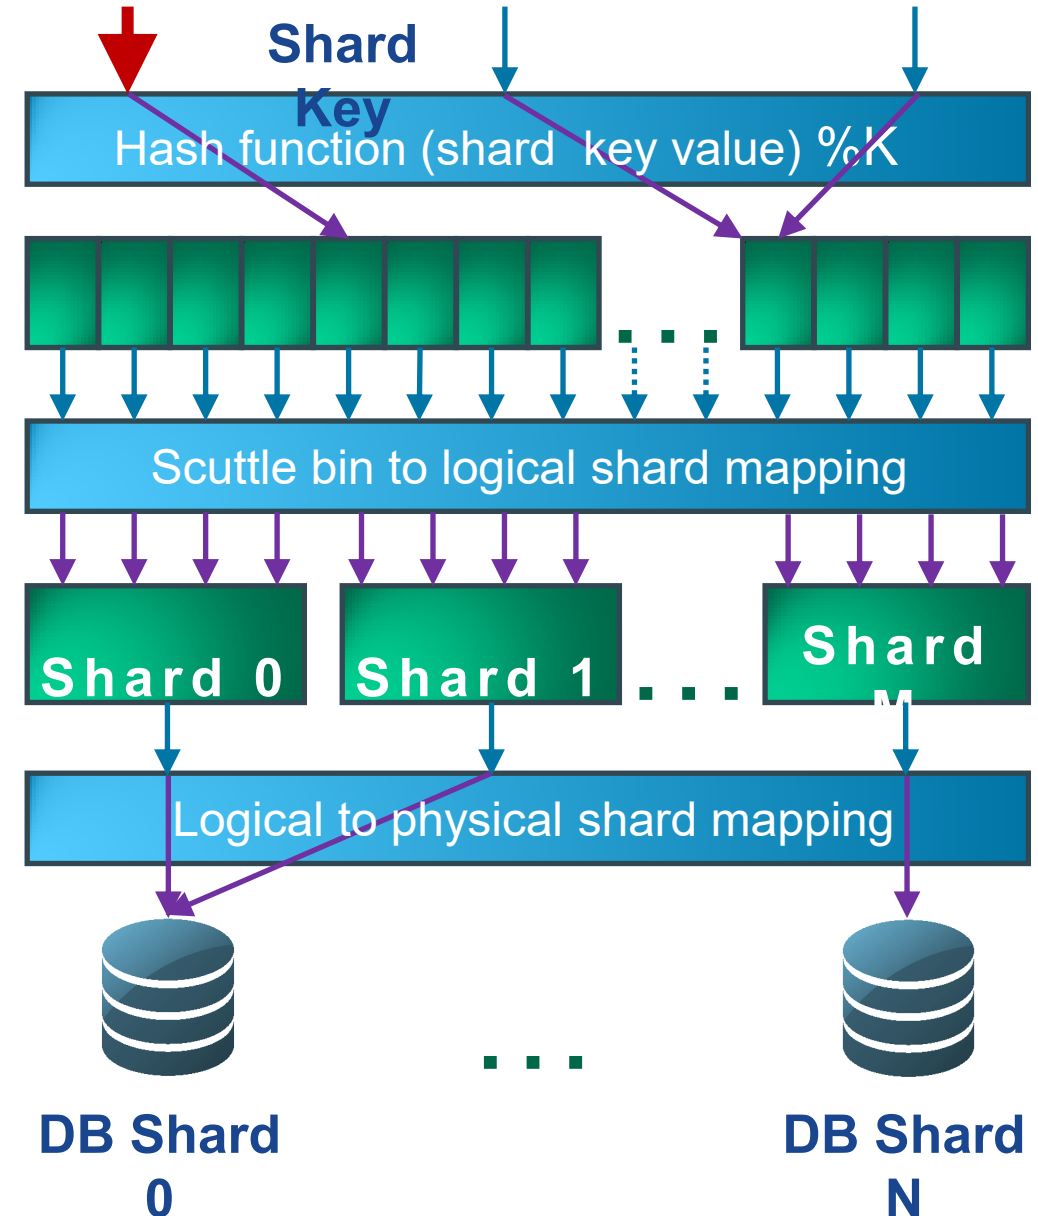 Shard
Key
Hash function (shard key value) %K
. . .
Scuttle bin to logical shard mapping
Shard 0
Shard 1
. . .
Shard
M
Logical to physical shard mapping
. . .
DB Shard
0
DB Shard
N